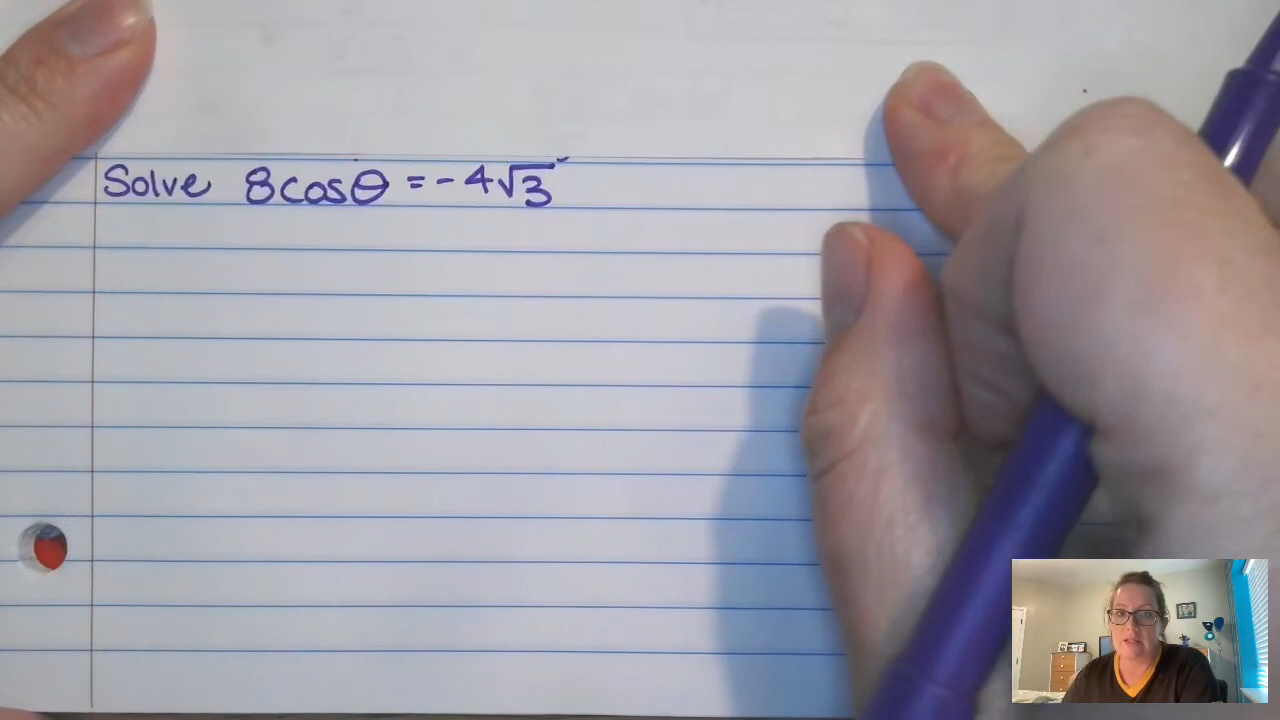 Solve 8cosθ = -4√3